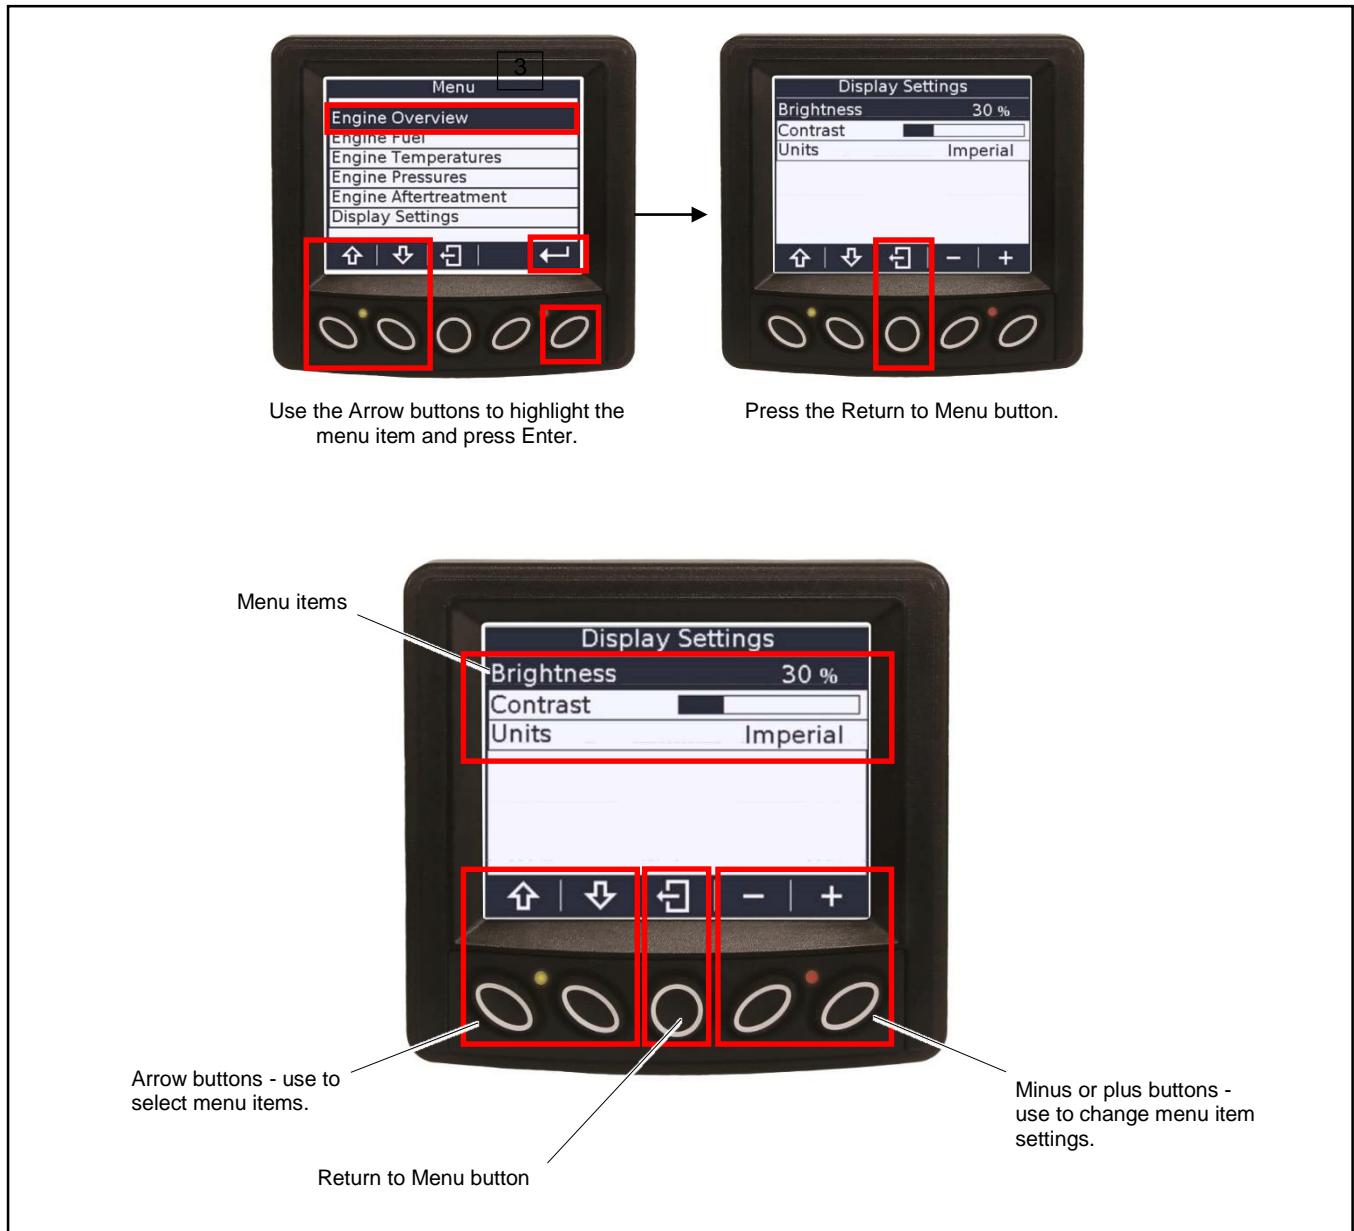 3
Menu
Engine Overview
Engine Fuel
Engine Temperatures
Engine Pressures
Engine Aftertreatment
Display Settings
Display Settings
Brightness 30 %
Contrast
Units Imperial
− +
Use the Arrow buttons to highlight the
menu item and press Enter.
Press the Return to Menu button.
Menu items
Display Settings
Brightness 30 %
Contrast
Units Imperial
− +
Arrow buttons - use to
select menu items.
Minus or plus buttons -
use to change menu item
settings.
Return to Menu button